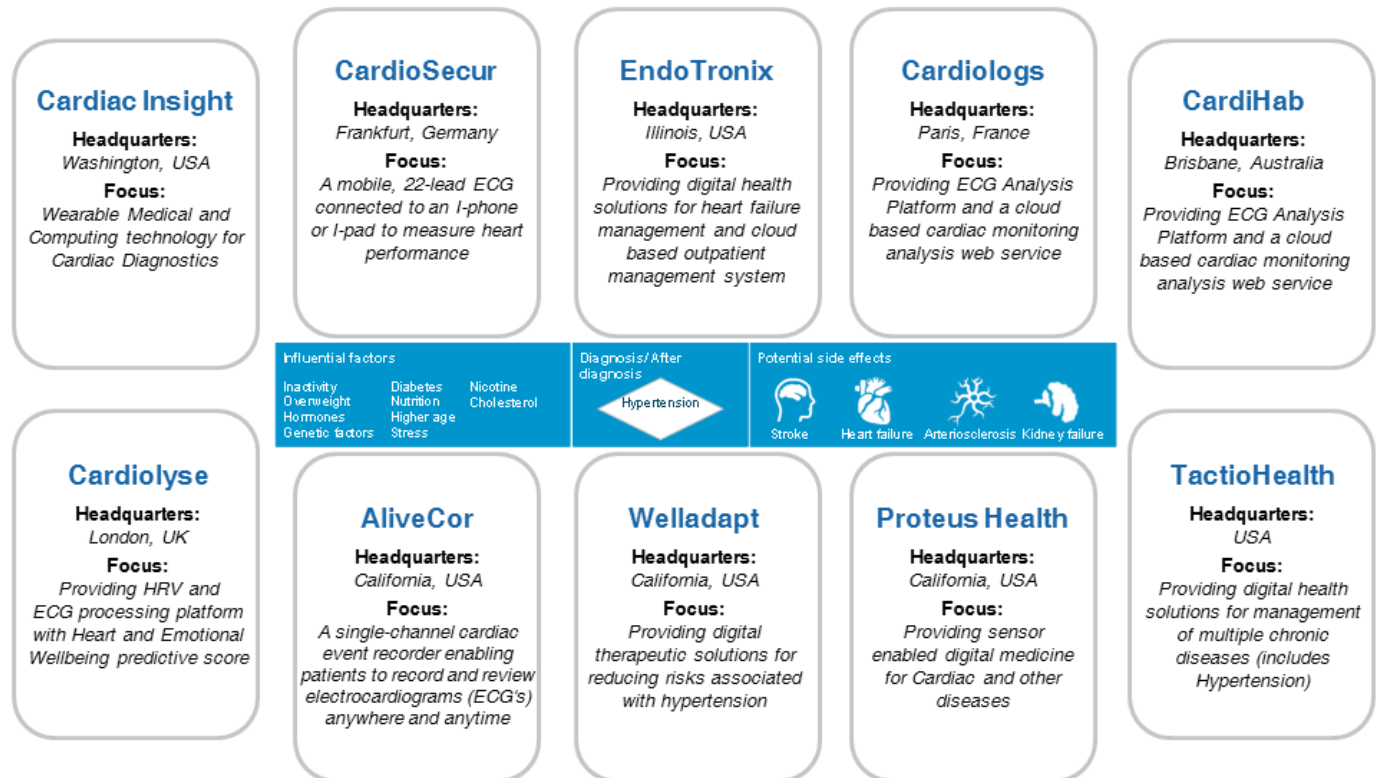 Cardiac Insight
Headquarters:
Washington, USA
Focus:
Wearable Medical and
Computing technology for
Cardiac Diagnostics
CardioSecur
Headquarters:
Frankfurt, Germany
Focus:
A mobile, 22-lead ECG
connected to an I-phone
or I-pad to measure heart
performance
EndoTronix
Headquarters:
Illinois, USA
Focus:
Providing digital health
solutions for heart failure
management and cloud
based outpatient
management system
Cardiologs
Headquarters:
Paris, France
Focus:
Providing ECG Analysis
Platform and a cloud
based cardiac monitoring
analysis web service
CardiHab
Headquarters:
Brisbane, Australia
Focus:
Providing ECG Analysis
Platform and a cloud
based cardiac monitoring
analysis web service
Influential factors
Inactivity
Overweight
Hormones
Genetic factors
Diabetes
Nutrition
Higher age
Stress
Nicotine
Cholesterol
Diagnosis/After
diagnosis
Hypertension
Potential side effects
Stroke
Heart failure
Arteriosclerosis
Kidney failure
Cardiolyse
Headquarters:
London, UK
Focus:
Providing HRV and
ECG processing platform
with Heart and Emotional
Wellbeing predictive score
AliveCor
Headquarters:
California, USA
Focus:
A single-channel cardiac
event recorder enabling
patients to record and review
electrocardiograms (ECG's)
anywhere and anytime
Welladapt
Headquarters:
California, USA
Focus:
Providing digital
therapeutic solutions for
reducing risks associated
with hypertension
Proteus Health
Headquarters:
California, USA
Focus:
Providing sensor
enabled digital medicine
for Cardiac and other
diseases
TactioHealth
Headquarters:
USA
Focus:
Providing digital health
solutions for management
of multiple chronic
diseases (includes
Hypertension)